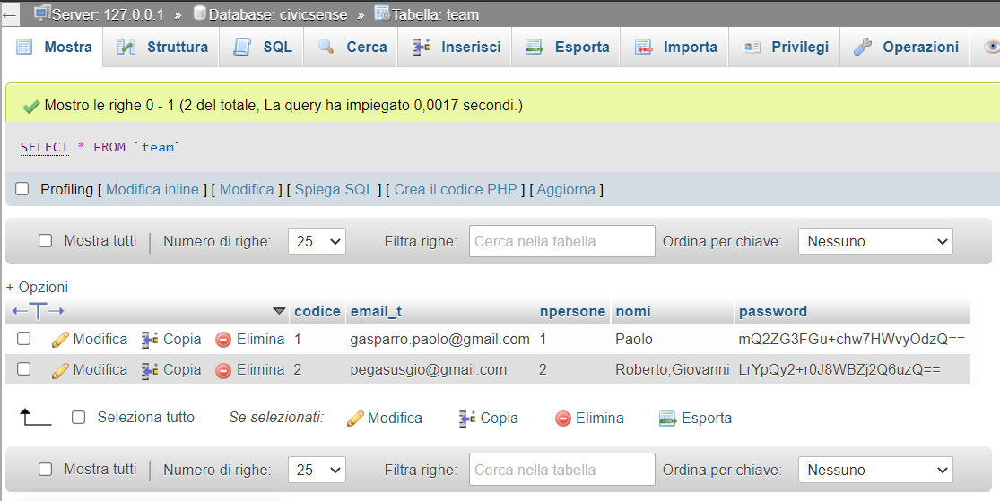 Server: 127.0.0.1 » Database: civicsense » Tabella: team
Mostra Struttura SQL Cerca Inserisci Esporta Importa Privilegi Operazioni
Mostro le righe 0 - 1 (2 del totale, La query ha impiegato 0,0017 secondi.)
SELECT * FROM `team`
Profiling [ Modifica inline ] [ Modifica ] [ Spiega SQL ] [ Crea il codice PHP ] [ Aggiorna ]
Mostra tutti Numero di righe: 25 Filtra righe: Cerca nella tabella Ordina per chiave: Nessuno
+ Opzioni
codice email_t npersone nomi password
Modifica Copia Elimina 1 gasparro.paolo@gmail.com 1 Paolo mQ2ZG3FGu+chw7HWvyOdzQ==
Modifica Copia Elimina 2 pegasusgio@gmail.com 2 Roberto,Giovanni LrYpQy2+r0J8WBZj2Q6uzQ==
Seleziona tutto Se selezionati: Modifica Copia Elimina Esporta
Mostra tutti Numero di righe: 25 Filtra righe: Cerca nella tabella Ordina per chiave: Nessuno